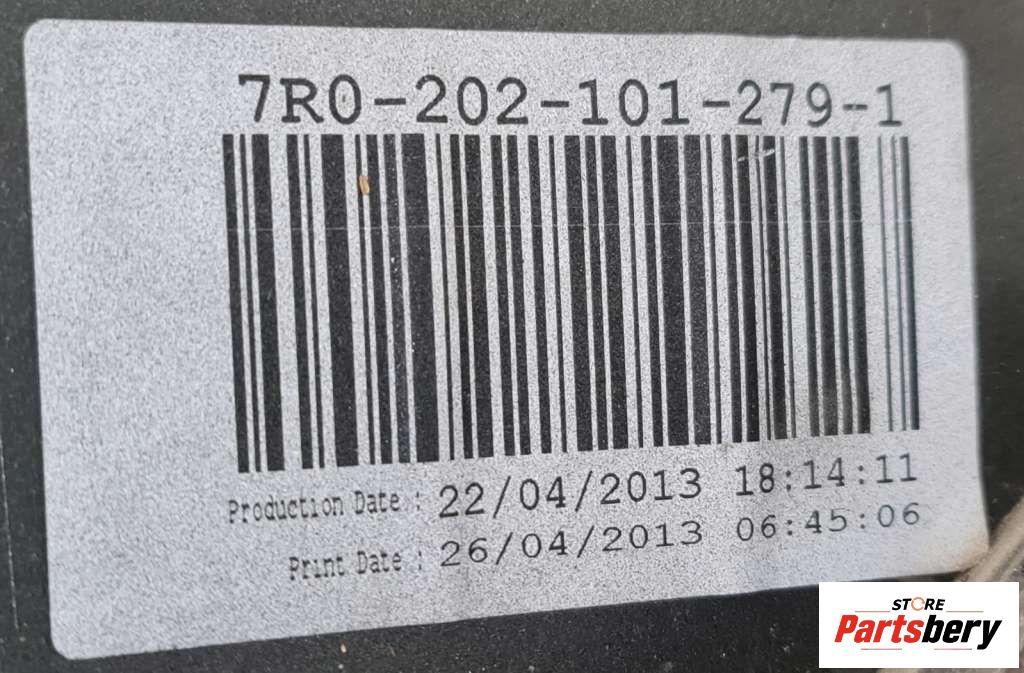 7R0-202-101-279-1
Production Date : 22/04/2013 18:14:11
Print Date : 26/04/2013 06:45:06
STORE
Partsbery